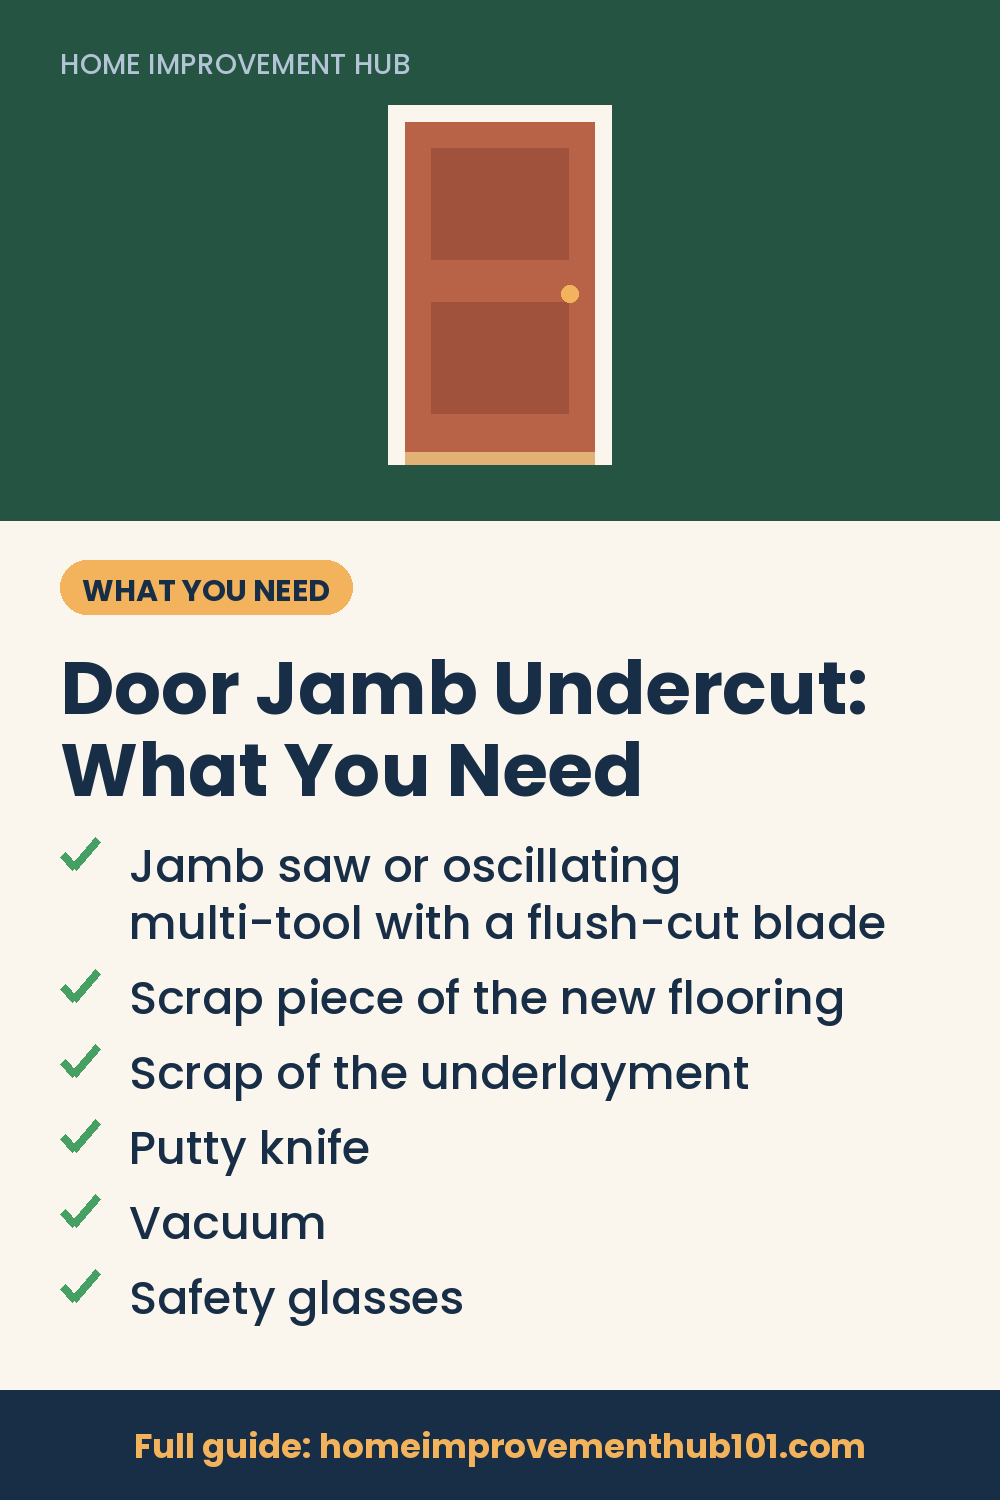 HOME IMPROVEMENT HUB
WHAT YOU NEED
Door Jamb Undercut:
What You Need
Jamb saw or oscillating
multi-tool with a flush-cut blade
Scrap piece of the new flooring
Scrap of the underlayment
Putty knife
Vacuum
Safety glasses
Full guide: homeimprovementhub101.com